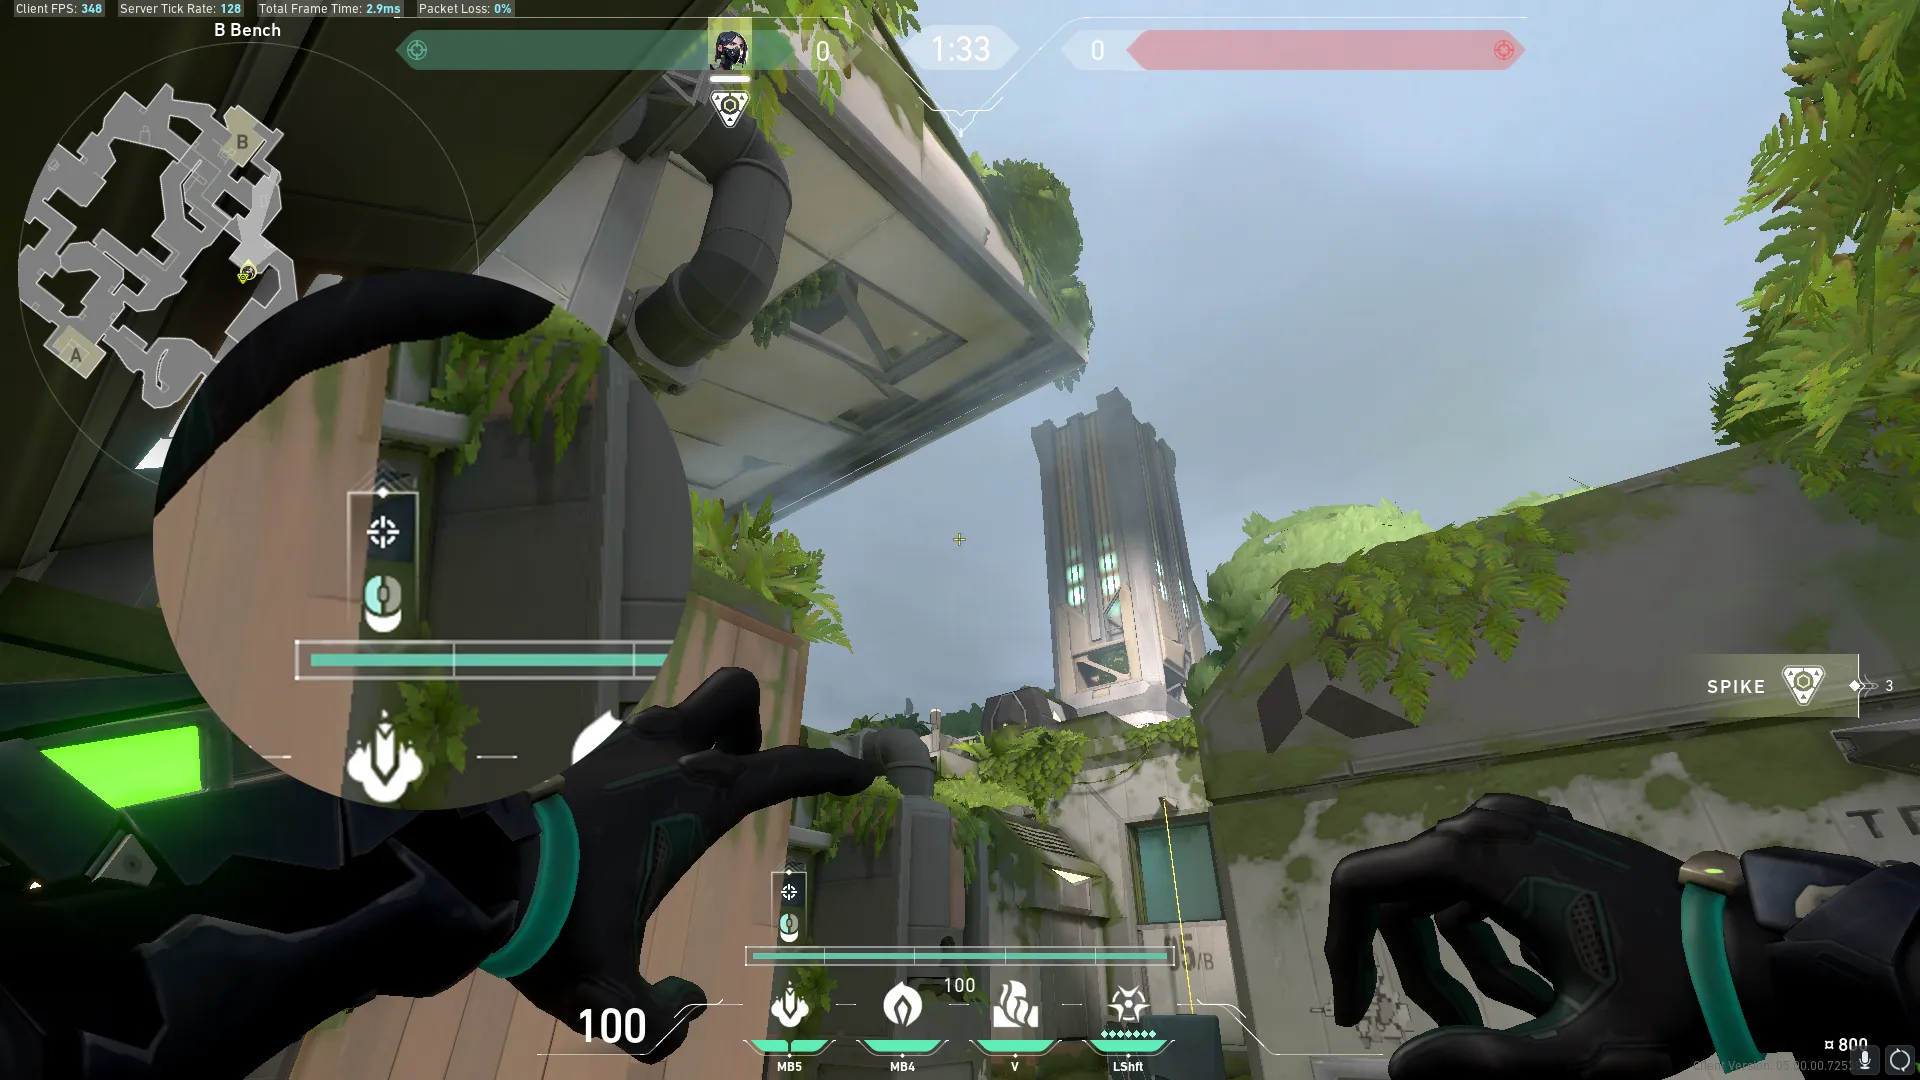 Client FPS: 348 Server Tick Rate: 128 Total Frame Time: 2.9ms Packet Loss: 0%
B Bench
0 1:33 0
B
A
SPIKE 3
05/B
100
100
MB5 MB4 V LShft
¤ 800